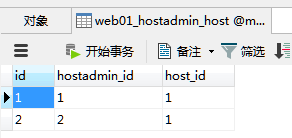 对象
web01_hostadmin_host @m...
开始事务
备注
筛选
id hostadmin_id host_id
1 1 1
2 2 1